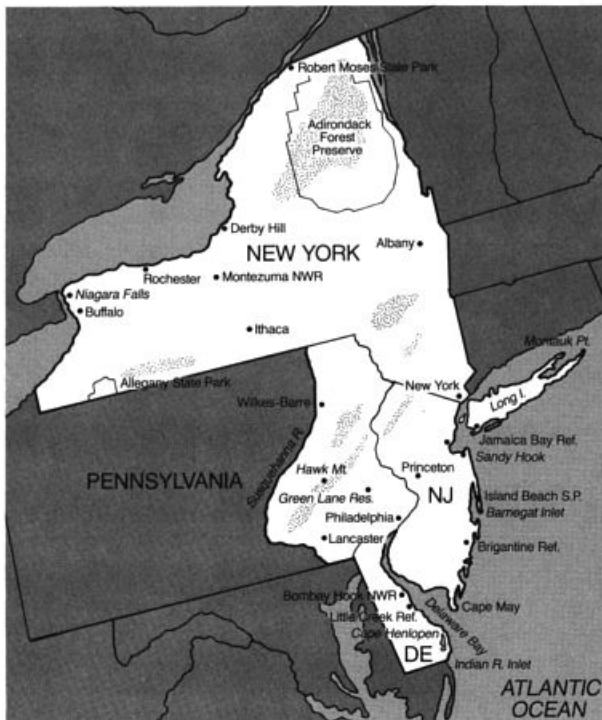 Robert Moses State Park
Adirondack
Forest
Preserve
Derby Hill
NEW YORK
Albany
Rochester
Montezuma NWR
Niagara Falls
Buffalo
Ithaca
Allegany State Park
Montauk Pt.
New York
Long I.
Wilkes-Barre
Jamaica Bay Ref.
Sandy Hook
Susquehanna R.
PENNSYLVANIA
Hawk Mt.
Princeton
NJ
Green Lane Res.
Island Beach S.P.
Barnegat Inlet
Philadelphia
Lancaster
Brigantine Ref.
Bombay Hook NWR
Little Creek Ref.
Cape May
Delaware Bay
Cape Henlopen
DE
Indian R. Inlet
ATLANTIC
OCEAN